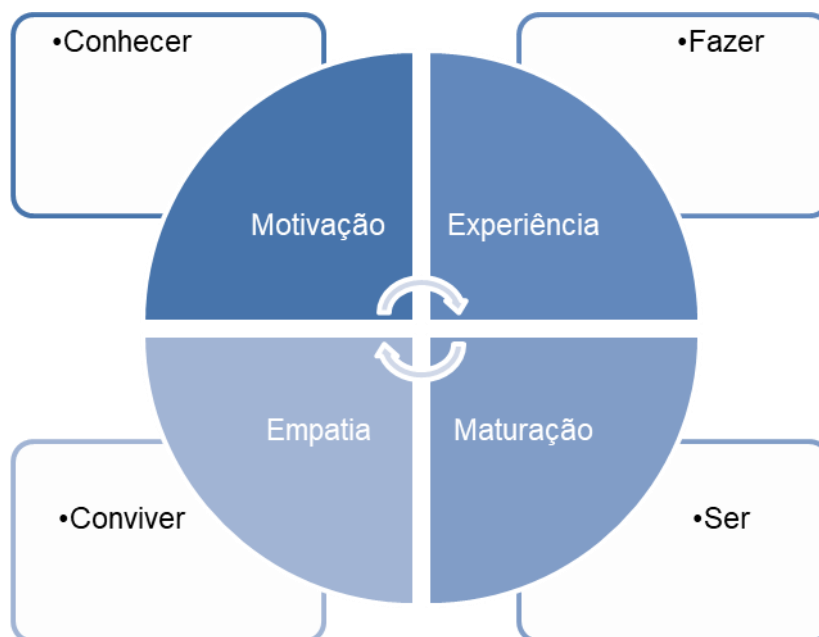 •Conhecer
•Fazer
Motivação
Experiência
Empatia
Maturação
•Conviver
•Ser